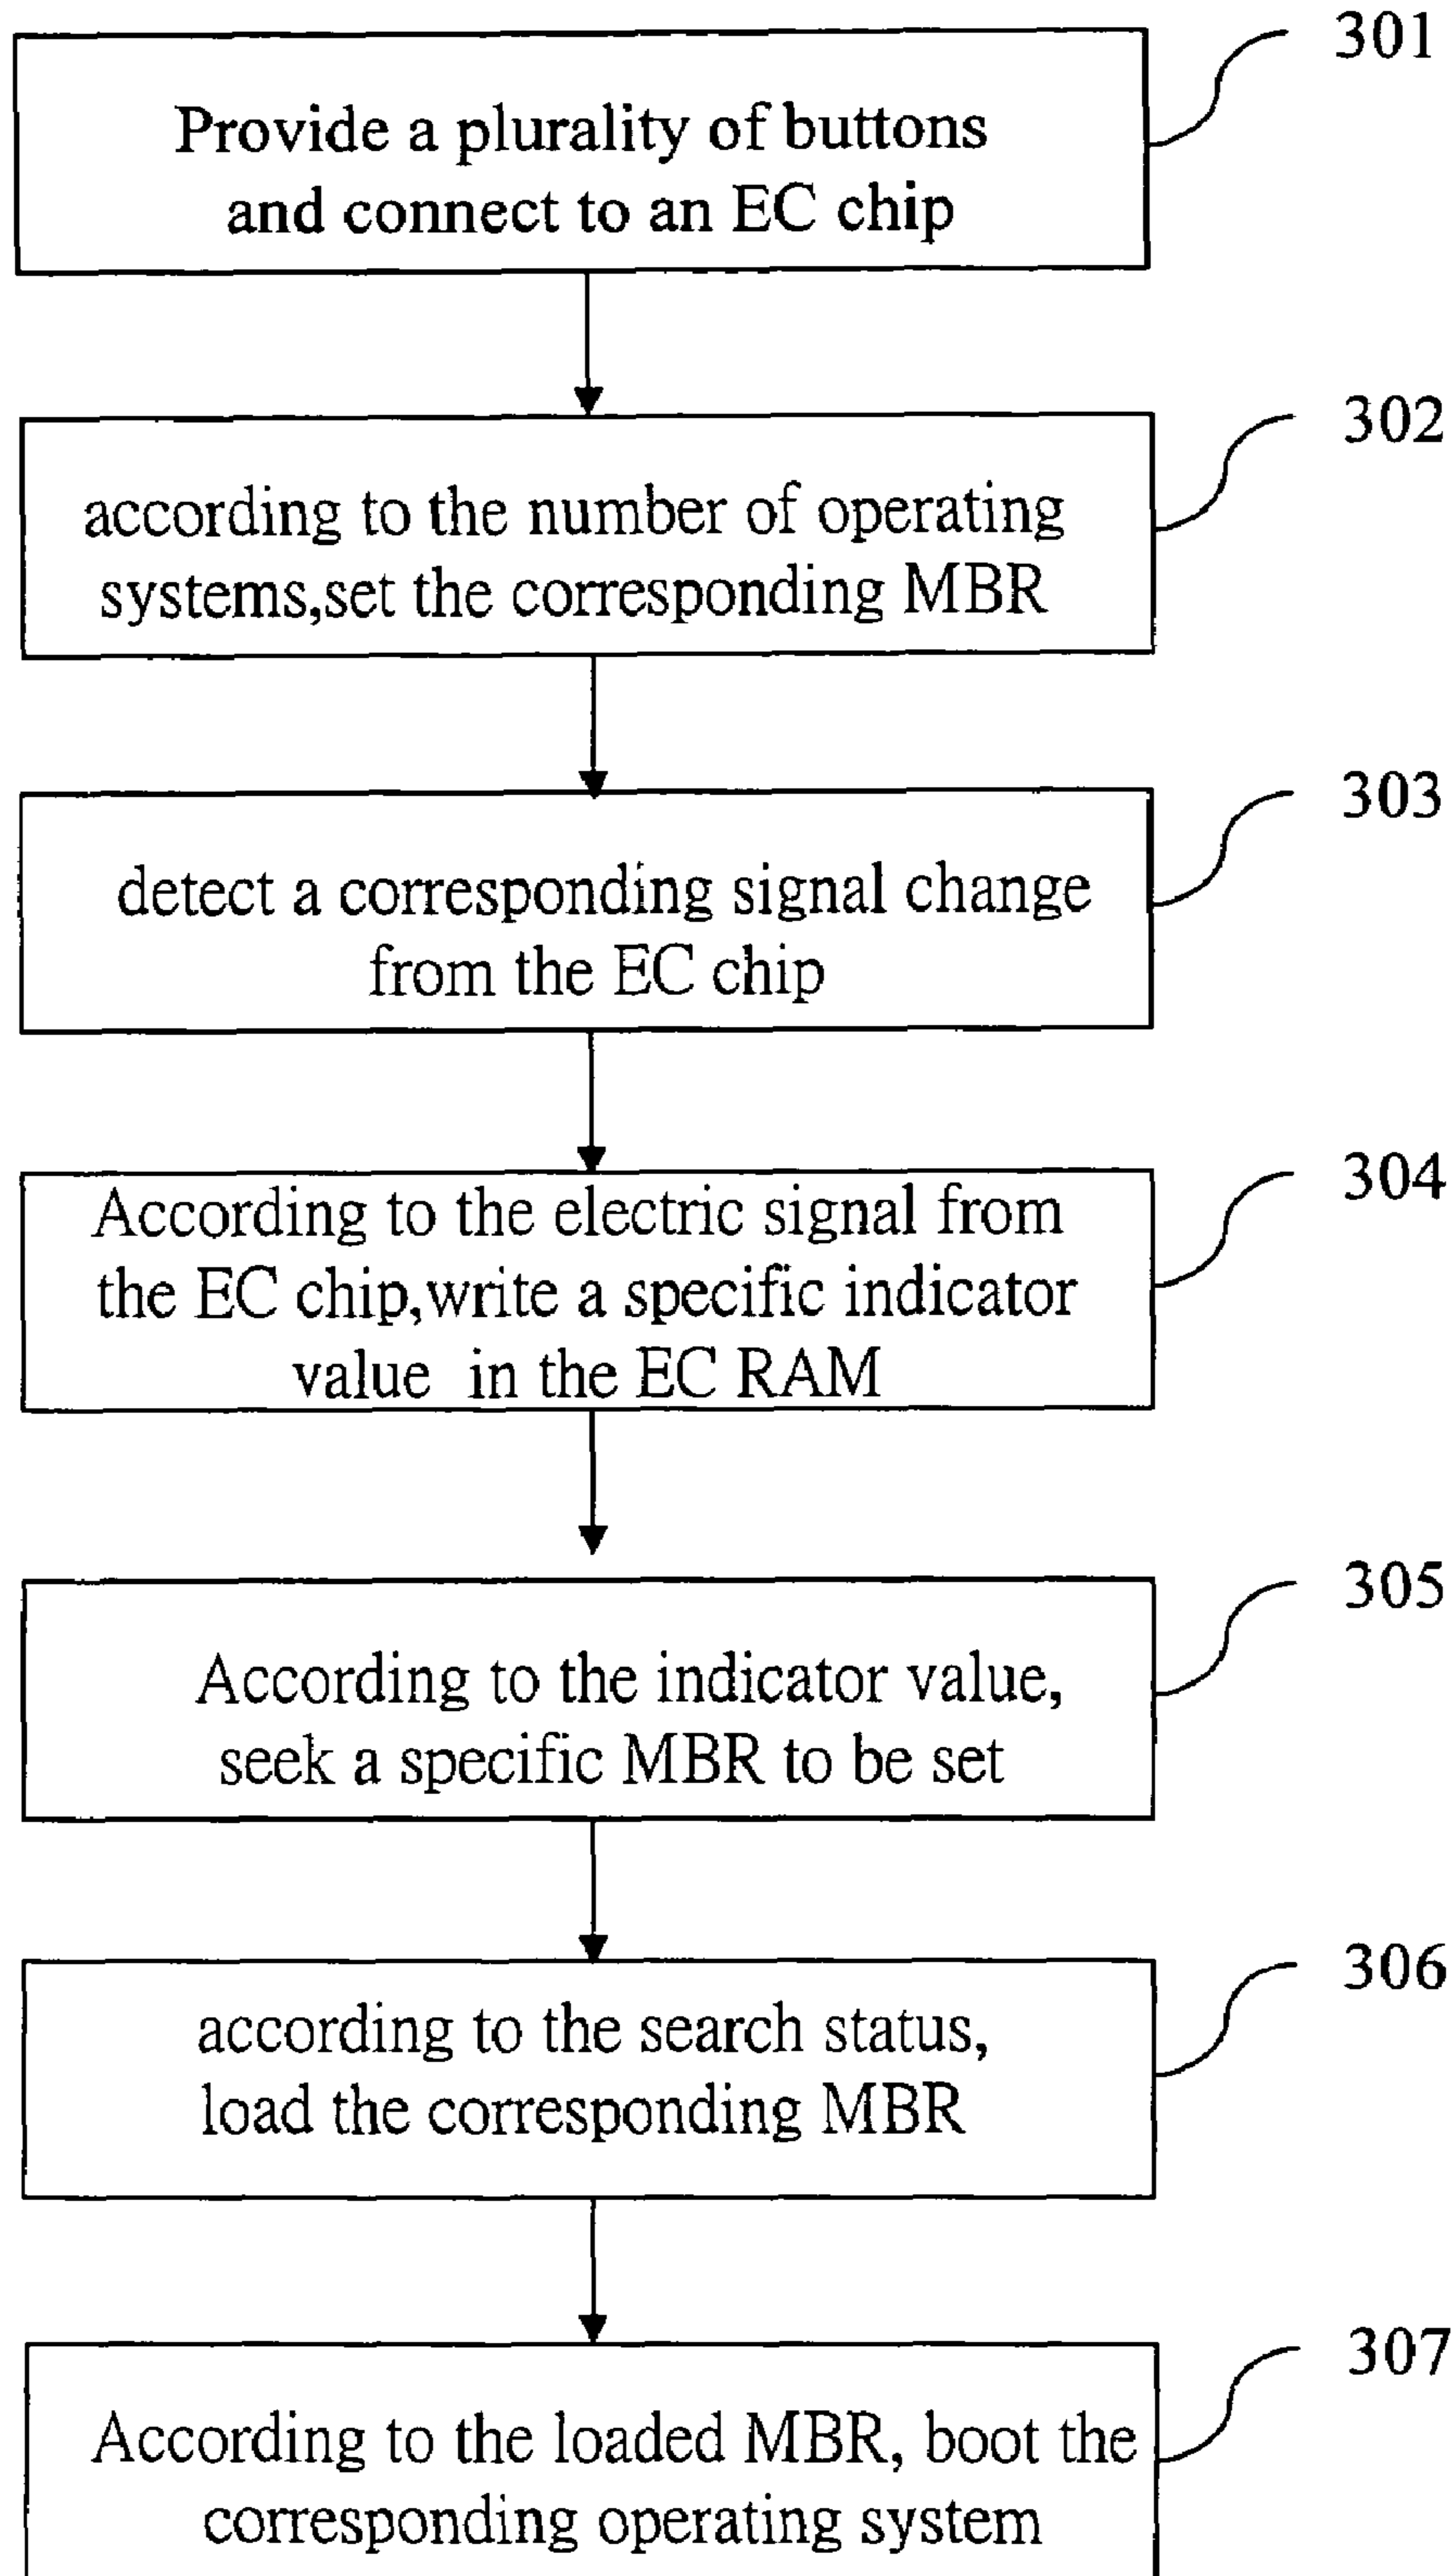 301
Provide a plurality of buttons
and connect to an EC chip
302
according to the number of operating
systems,set the corresponding MBR
303
detect a corresponding signal change
from the EC chip
304
According to the electric signal from
the EC chip,write a specific indicator
value in the EC RAM
305
According to the indicator value,
seek a specific MBR to be set
306
according to the search status,
load the corresponding MBR
307
According to the loaded MBR, boot the
corresponding operating system